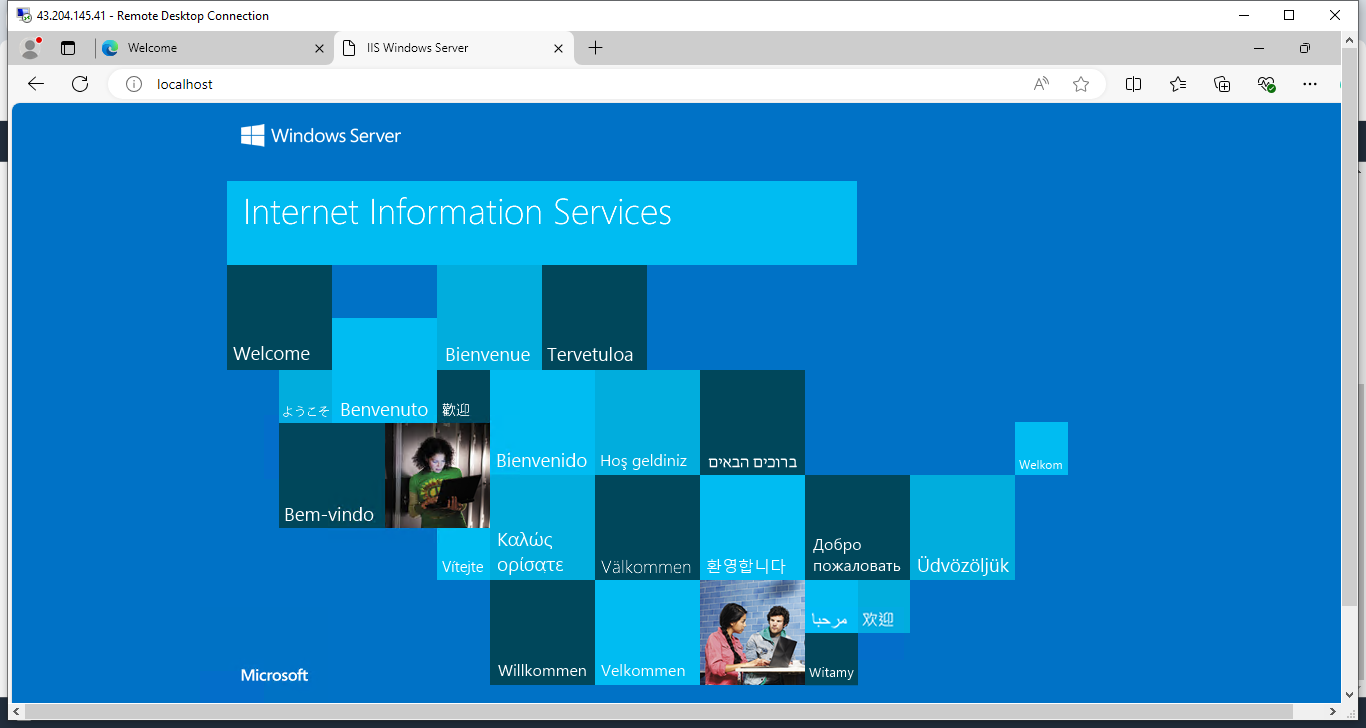 43.204.145.41 - Remote Desktop Connection
Welcome
IIS Windows Server
localhost
Windows Server
Internet Information Services
Welcome
Bienvenue
Tervetuloa
ようこそ
Benvenuto
歡迎
Bienvenido
Hoş geldiniz
ברוכים הבאים
Welkom
Bem-vindo
Vítejte
Καλώς
ορίσατε
Välkommen
환영합니다
Добро
пожаловать
Üdvözöljük
مرحبا
欢迎
Microsoft
Willkommen
Velkommen
Witamy